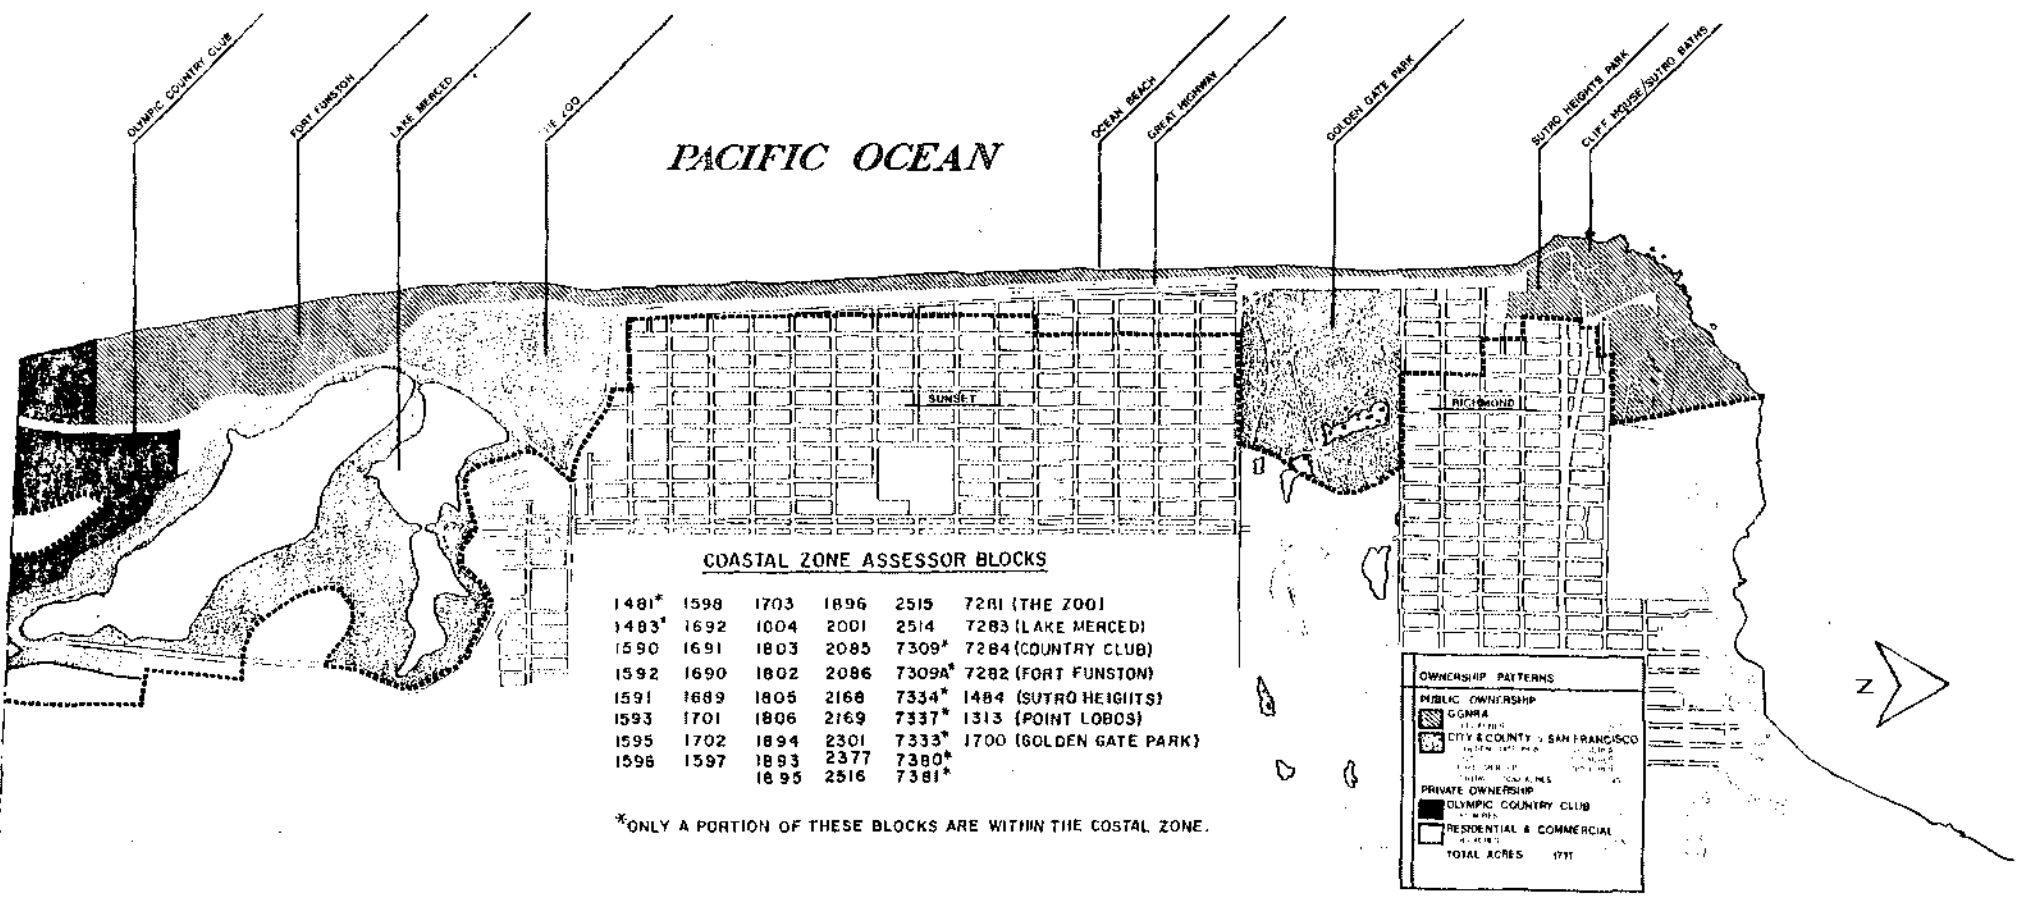 OLYMPIC COUNTRY CLUB
FORT FUNSTON
LAKE MERCED
ZOO
OCEAN BEACH
GREAT HIGHWAY
GOLDEN GATE PARK
SUTRO HEIGHTS PARK
CLIFF HOUSE/SUTRO BATHS
PACIFIC OCEAN
SUNSET
RICHMOND
COASTAL ZONE ASSESSOR BLOCKS
1481* 1598 1703 1896 2515 7281 (THE ZOO)
1483* 1692 1804 2001 2514 7283 (LAKE MERCED)
1590 1691 1803 2085 7309* 7284 (COUNTRY CLUB)
1592 1690 1802 2086 7309A* 7282 (FORT FUNSTON)
1591 1689 1805 2168 7334* 1484 (SUTRO HEIGHTS)
1593 1701 1806 2169 7337* 1313 (POINT LOBOS)
1595 1702 1894 2301 7333* 1700 (GOLDEN GATE PARK)
1596 1597 1893 2377 7380*
1895 2516 7381*
*ONLY A PORTION OF THESE BLOCKS ARE WITHIN THE COSTAL ZONE.
N
OWNERSHIP PATTERNS
PUBLIC OWNERSHIP
GGNRA
CITY & COUNTY SAN FRANCISCO
PRIVATE OWNERSHIP
OLYMPIC COUNTRY CLUB
RESIDENTIAL & COMMERCIAL
TOTAL ACRES